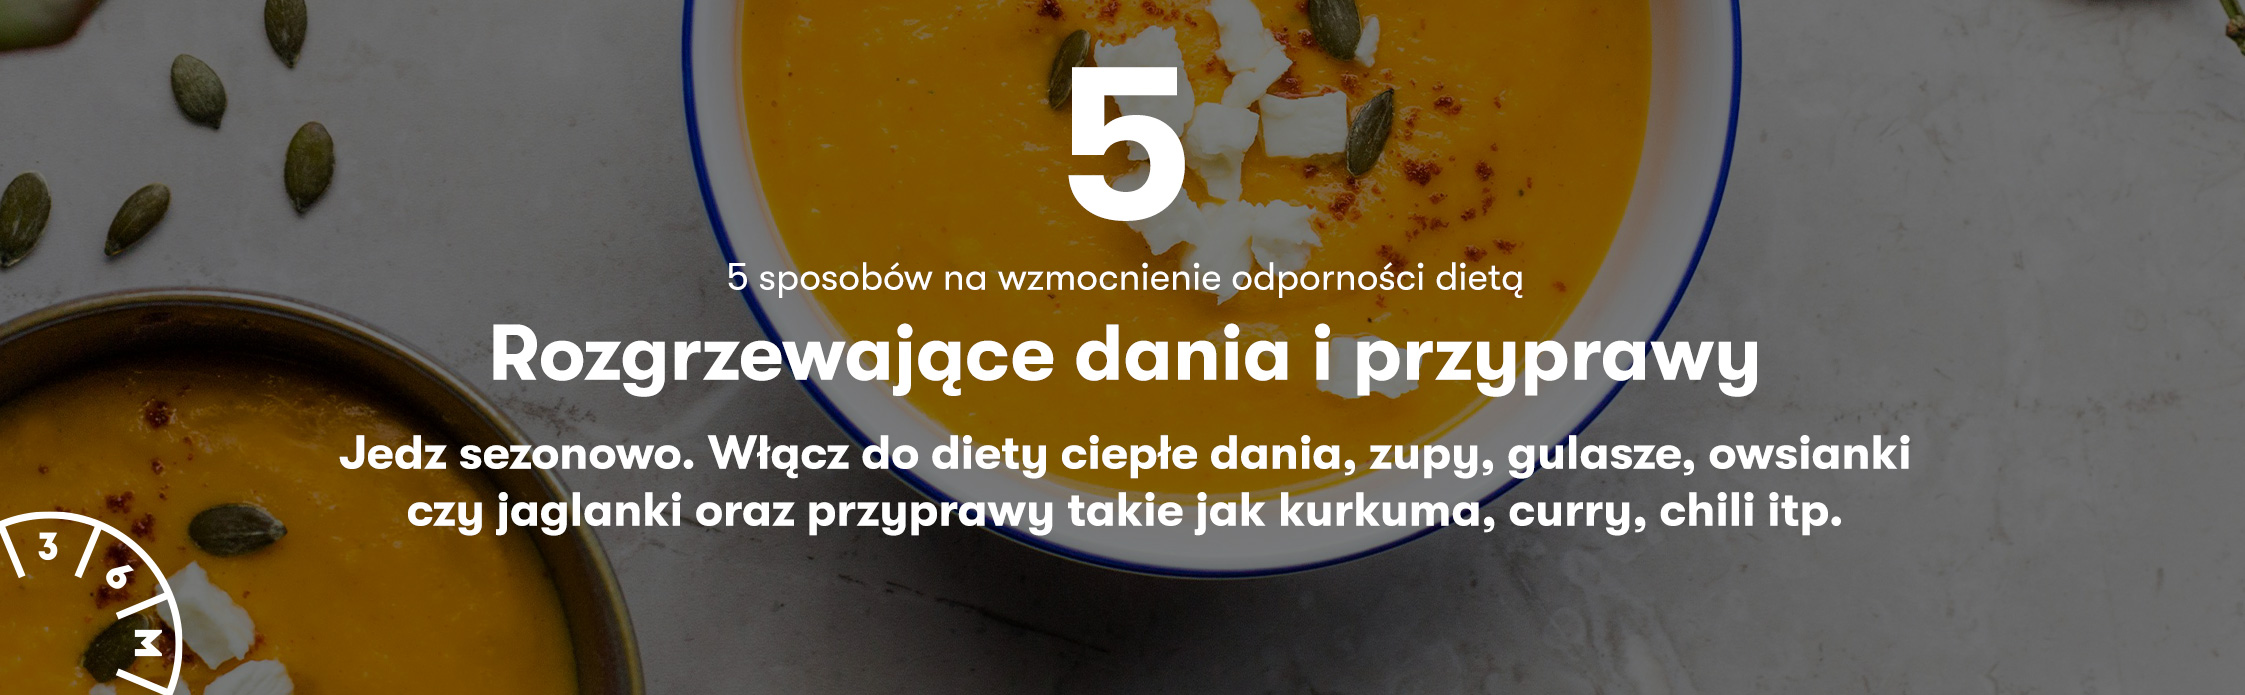 5
5 sposobów na wzmocnienie odporności dietą
Rozgrzewające dania i przyprawy
Jedz sezonowo. Włącz do diety ciepłe dania, zupy, gulasze, owsianki
czy jaglanki oraz przyprawy takie jak kurkuma, curry, chili itp.
3
6
M